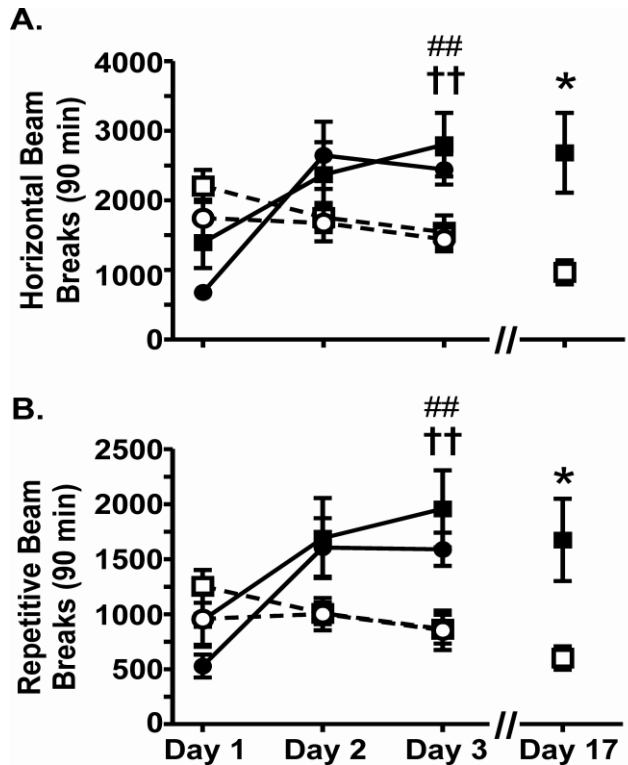 A.
##
††
*
4000
3000
2000
1000
0
Horizontal Beam
Breaks (90 min)
//
B.
##
††
*
2500
2000
1500
1000
500
0
Repetitive Beam
Breaks (90 min)
//
Day 1 Day 2 Day 3 Day 17